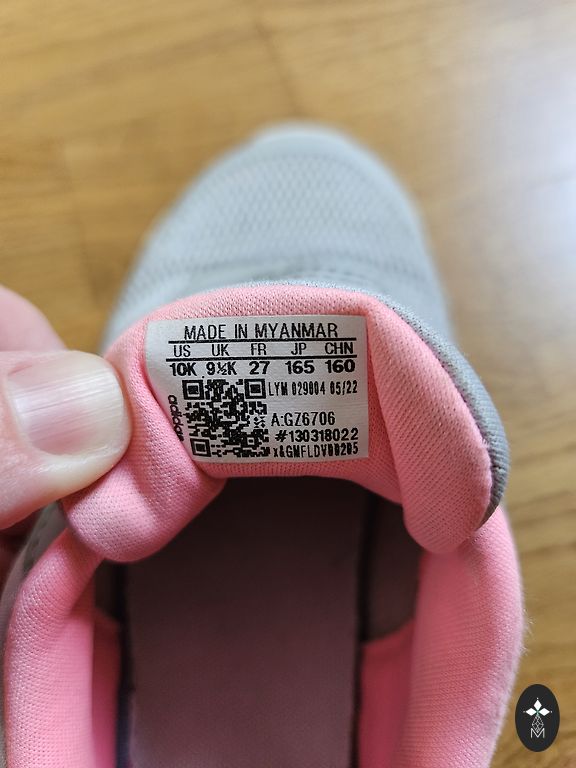 MADE IN MYANMAR
US UK FR JP CHN
10K 9½K 27 165 160
LYM 029004 05/22
adidas
A:GZ6706
#130318022
x&GMFLDV00205
M